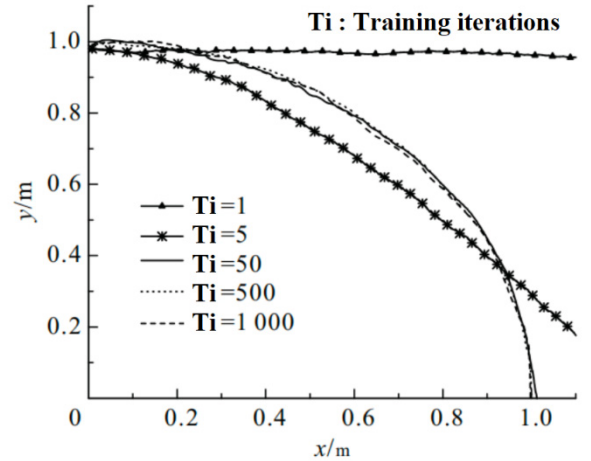 Ti : Training iterations
1.0
0.8
0.6
0.4
0.2
y/m
Ti=1
Ti=5
Ti=50
Ti=500
Ti=1 000
0
0.2
0.4
0.6
0.8
1.0
x/m